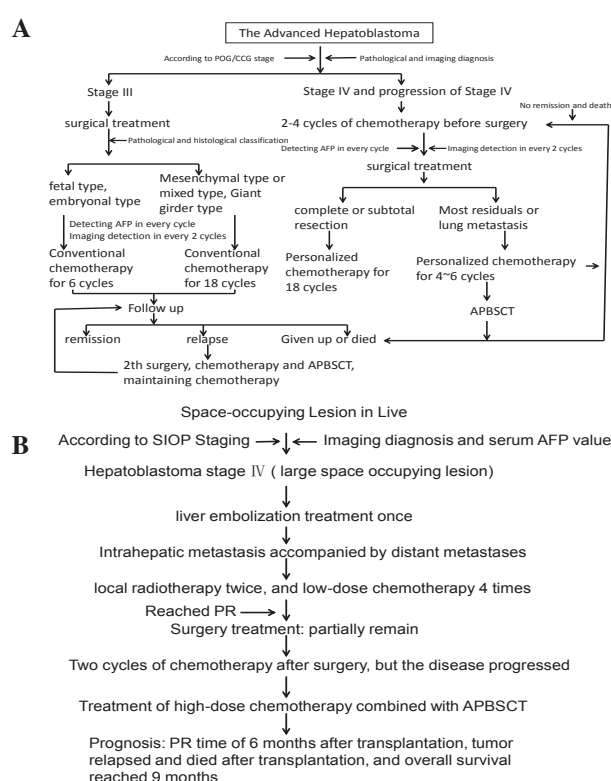 A
The Advanced Hepatoblastoma
According to POG/CCG stage
Pathological and imaging diagnosis
Stage III
Stage IV and progression of Stage IV
No remission and death
surgical treatment
2-4 cycles of chemotherapy before surgery
Pathological and histological classification
Detecting AFP in every cycle
Imaging detection in every 2 cycles
surgical treatment
fetal type,
embryonal type
Mesenchymal type or
mixed type, Giant
girder type
complete or subtotal
resection
Most residuals or
lung metastasis
Detecting AFP in every cycle
Imaging detection in every 2 cycles
Conventional
chemotherapy
for 6 cycles
Conventional
chemotherapy
for 18 cycles
Personalized
chemotherapy for
18 cycles
Personalized chemotherapy
for 4~6 cycles
APBSCT
Follow up
remission
relapse
Given up or died
2th surgery, chemotherapy and APBSCT,
maintaining chemotherapy
B
Space-occupying Lesion in Live
According to SIOP Staging
Imaging diagnosis and serum AFP value
Hepatoblastoma stage Ⅳ ( large space occupying lesion)
liver embolization treatment once
Intrahepatic metastasis accompanied by distant metastases
local radiotherapy twice, and low-dose chemotherapy 4 times
Reached PR
Surgery treatment: partially remain
Two cycles of chemotherapy after surgery, but the disease progressed
Treatment of high-dose chemotherapy combined with APBSCT
Prognosis: PR time of 6 months after transplantation, tumor
relapsed and died after transplantation, and overall survival
reached 9 months